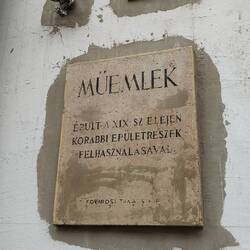 MŰEMLÉK
ÉPÜLT A XIX. SZ. ELEJÉN
KORÁBBI ÉPÜLETRÉSZEK
FELHASZNÁLÁSÁVAL